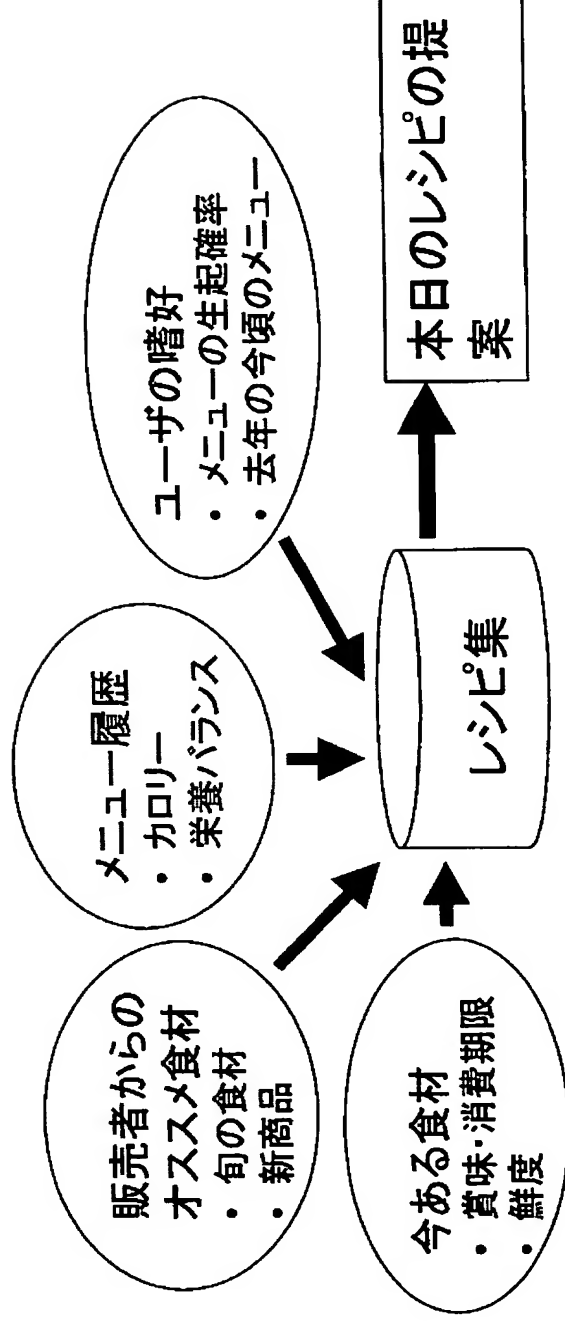 販売者からの
オススメ食材
・旬の食材
・新商品
メニュー履歴
・カロリー
・栄養バランス
ユーザの嗜好
・メニューの生起確率
・去年の今頃のメニュー
今ある食材
・賞味・消費期限
・鮮度
レシピ集
本日のレシピの提
案